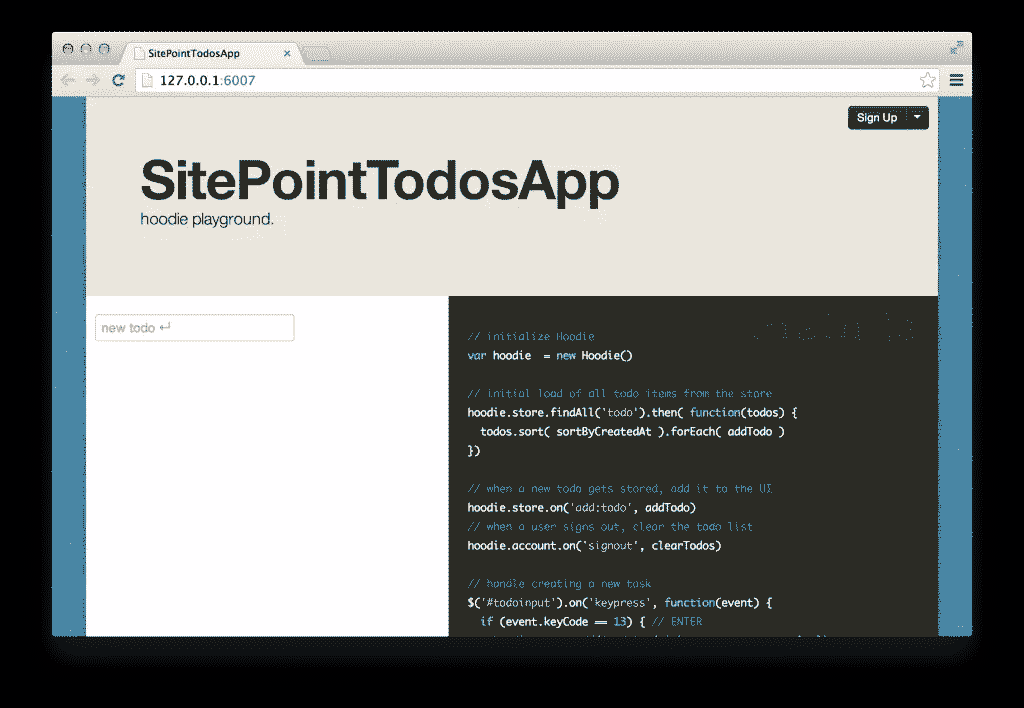 SitePointTodosApp
127.0.0.1:6007
Sign Up
SitePointTodosApp
hoodie playground.
new todo ↵
// initialize Hoodie
var hoodie  = new Hoodie()
// initial load of all todo items from the store
hoodie.store.findAll('todo').then( function(todos) {
  todos.sort( sortByCreatedAt ).forEach( addTodo )
})
// when a new todo gets stored, add it to the UI
hoodie.store.on('add:todo', addTodo)
// when a user signs out, clear the todo list
hoodie.account.on('signout', clearTodos)
// handle creating a new task
$('#todoinput').on('keypress', function(event) {
  if (event.keyCode == 13) { // ENTER